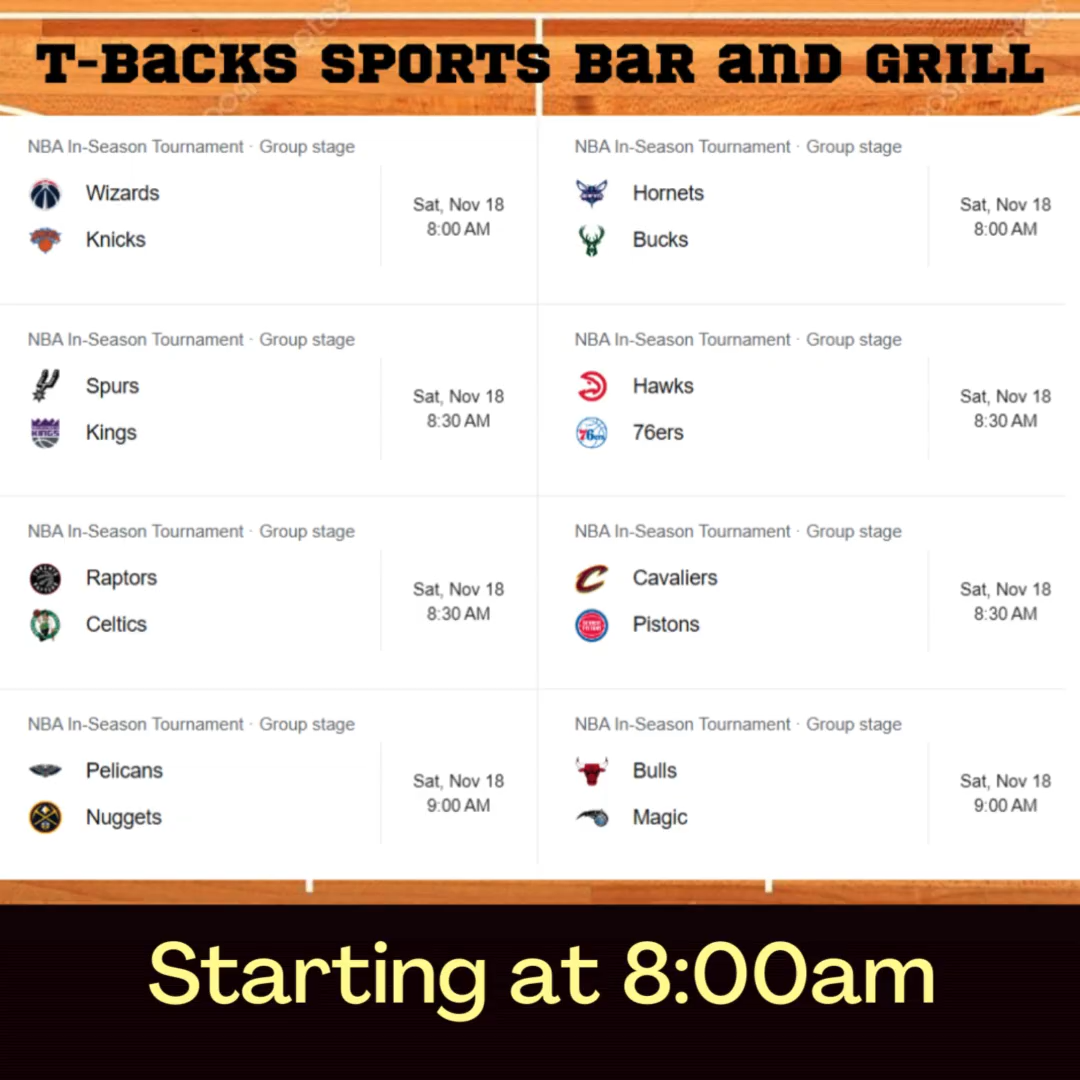 T-BACKS SPORTS BAR AND GRILL
NBA In-Season Tournament · Group stage
Wizards
Knicks
Sat, Nov 18
8:00 AM
NBA In-Season Tournament · Group stage
Hornets
Bucks
Sat, Nov 18
8:00 AM
NBA In-Season Tournament · Group stage
Spurs
Kings
Sat, Nov 18
8:30 AM
NBA In-Season Tournament · Group stage
Hawks
76ers
Sat, Nov 18
8:30 AM
NBA In-Season Tournament · Group stage
Raptors
Celtics
Sat, Nov 18
8:30 AM
NBA In-Season Tournament · Group stage
Cavaliers
Pistons
Sat, Nov 18
8:30 AM
NBA In-Season Tournament · Group stage
Pelicans
Nuggets
Sat, Nov 18
9:00 AM
NBA In-Season Tournament · Group stage
Bulls
Magic
Sat, Nov 18
9:00 AM
Starting at 8:00am